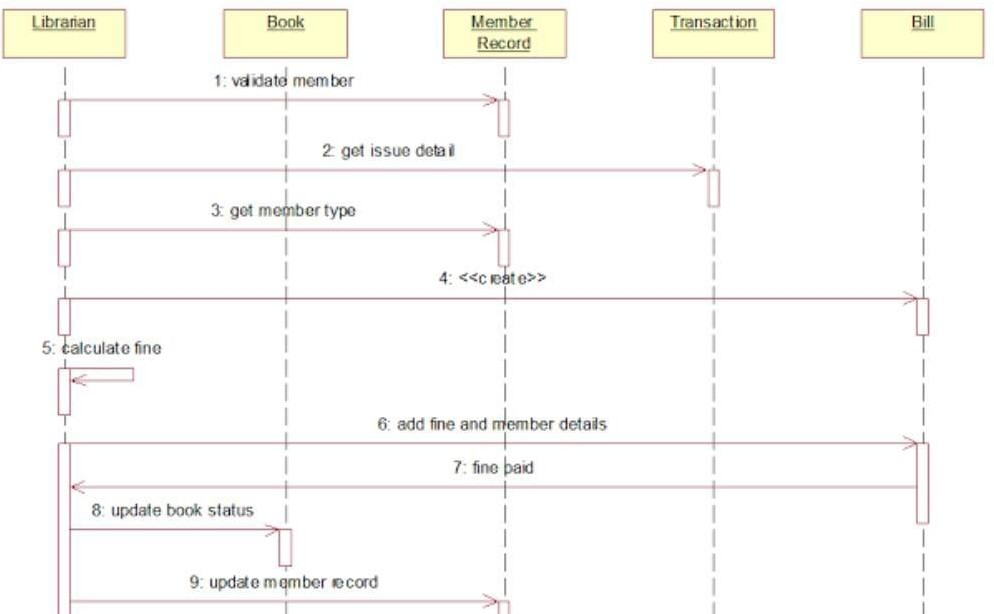 Librarian
Book
Member
Record
Transaction
Bill
1: validate member
2: get issue detail
3: get member type
4: <<create>>
5: calculate fine
6: add fine and member details
7: fine paid
8: update book status
9: update member record